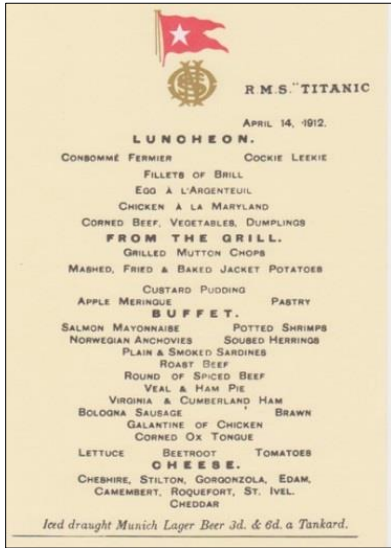 R.M.S. "TITANIC
APRIL 14, 1912.
LUNCHEON.
CONSOMMÉ FERMIER COCKIE LEEKIE
FILLETS OF BRILL
EGG À L'ARGENTEUIL
CHICKEN À LA MARYLAND
CORNED BEEF, VEGETABLES, DUMPLINGS
FROM THE GRILL.
GRILLED MUTTON CHOPS
MASHED, FRIED & BAKED JACKET POTATOES
CUSTARD PUDDING
APPLE MERINGUE PASTRY
BUFFET.
SALMON MAYONNAISE POTTED SHRIMPS
NORWEGIAN ANCHOVIES SOUSED HERRINGS
PLAIN & SMOKED SARDINES
ROAST BEEF
ROUND OF SPICED BEEF
VEAL & HAM PIE
VIRGINIA & CUMBERLAND HAM
BOLOGNA SAUSAGE BRAWN
GALANTINE OF CHICKEN
CORNED OX TONGUE
LETTUCE BEETROOT TOMATOES
CHEESE.
CHESHIRE, STILTON, GORGONZOLA, EDAM,
CAMEMBERT, ROQUEFORT, ST. IVEL.
CHEDDAR
Iced draught Munich Lager Beer 3d. & 6d. a Tankard.